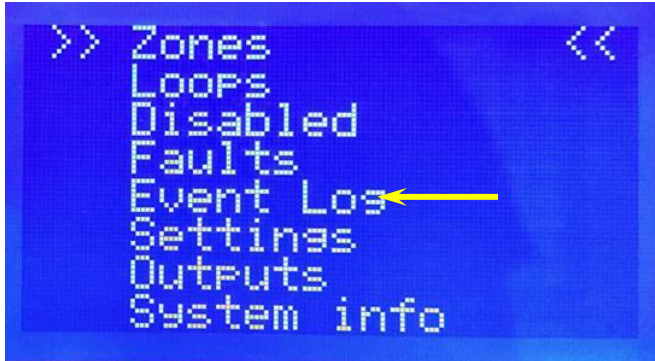 >> Zones <<
Loops
Disabled
Faults
Event Log
Settings
Outputs
System info